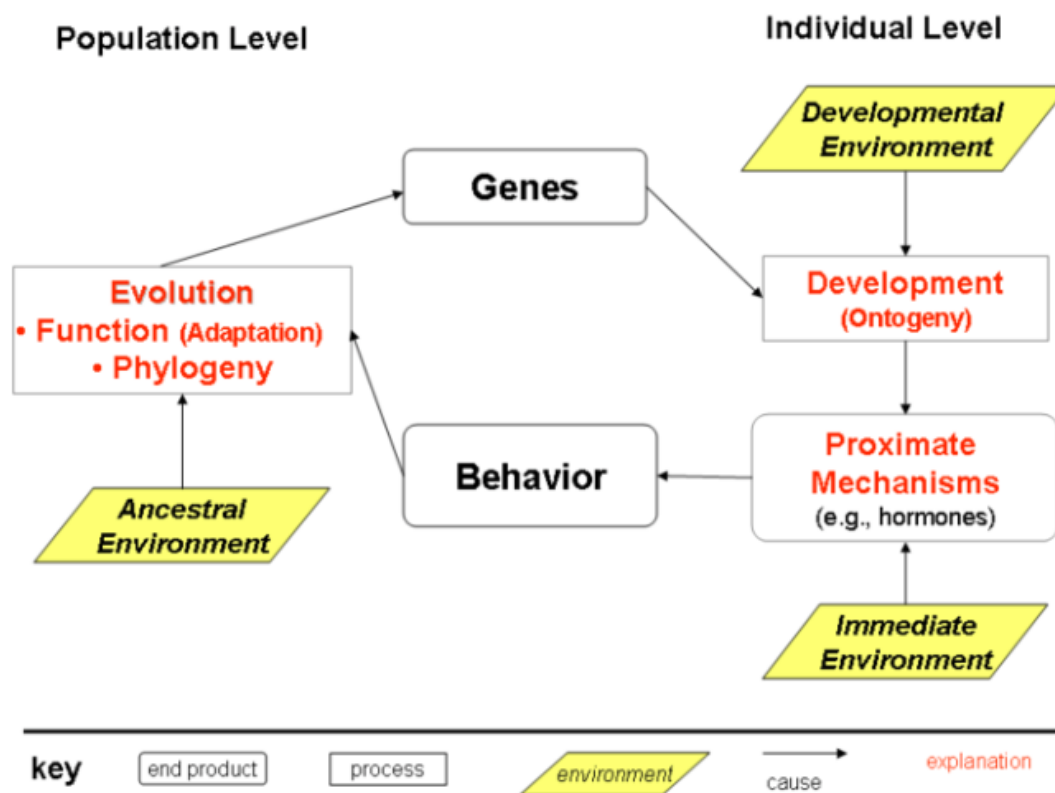 Population Level
Individual Level
Developmental
Environment
Genes
Evolution
• Function (Adaptation)
• Phylogeny
Development
(Ontogeny)
Behavior
Proximate
Mechanisms
(e.g., hormones)
Ancestral
Environment
Immediate
Environment
key
end product
process
environment
cause
explanation